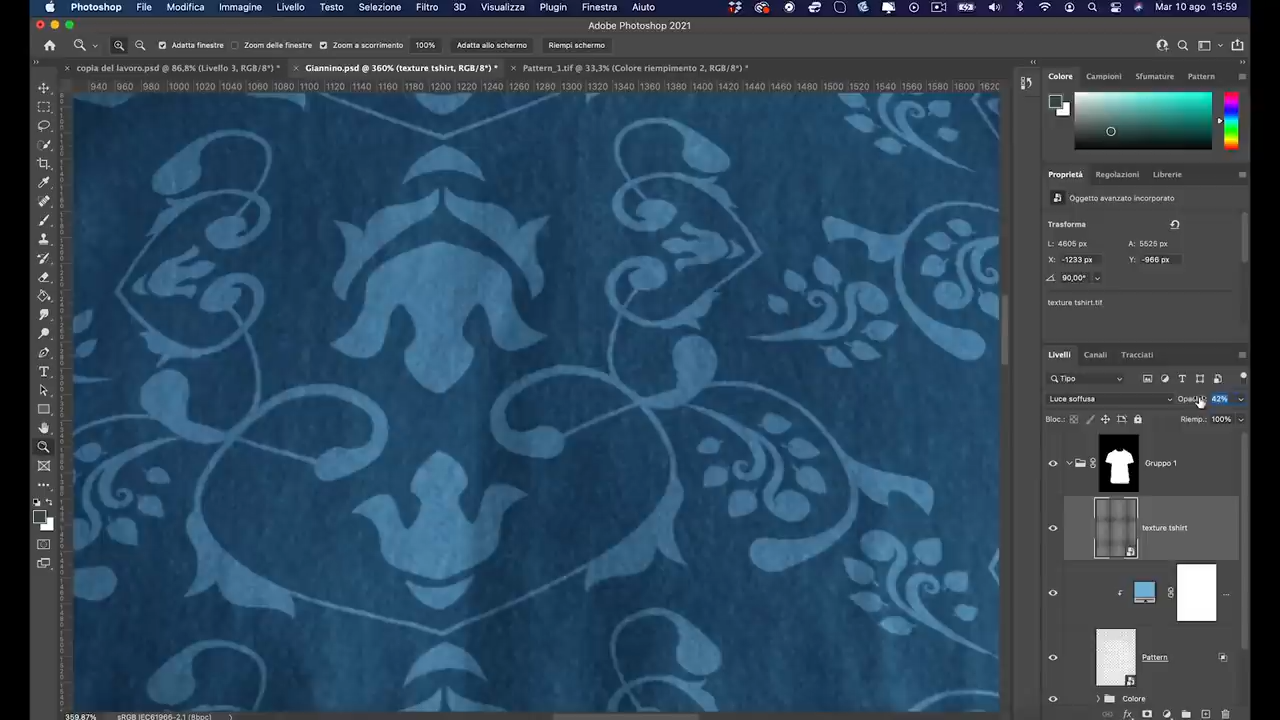 Photoshop File Modifica Immagine Livello Testo Selezione Filtro 3D Visualizza Plugin Finestra Aiuto Mar 10 ago 15:59
Adobe Photoshop 2021
Adatta finestre Zoom delle finestre Zoom a scorrimento 100% Adatta allo schermo Riempi schermo
× copia del lavoro.psd @ 86,8% (Livello 3, RGB/8*) * × Giannino.psd @ 360% (texture tshirt, RGB/8*) * × Pattern_1.tif @ 33,3% (Colore riempimento 2, RGB/8*) *
940 960 980 1000 1020 1040 1060 1080 1100 1120 1140 1160 1180 1200 1220 1240 1260 1280 1300 1320 1340 1360 1380 1400 1420 1440 1460 1480 1500 1520 1540 1560 1580 1600 1620
Colore Campioni Sfumature Pattern
Proprietà Regolazioni Librerie
Oggetto avanzato incorporato
Trasforma
L: 4605 px A: 5525 px
X: -1233 px Y: -966 px
90,00°
texture tshirt.tif
Livelli Canali Tracciati
Tipo
Luce soffusa 42%
Bloc.: Riemp.: 100%
Gruppo 1
texture tshirt
Pattern
Colore
359,87% sRGB IEC61966-2.1 (8bpc)